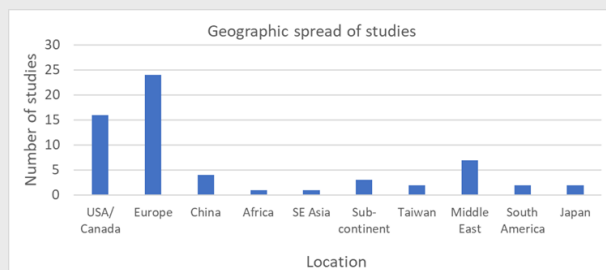 Geographic spread of studies
Number of studies
30
25
20
15
10
5
0
USA/ Europe China Africa SE Asia Sub- Taiwan Middle South Japan
Canada continent East America
Location